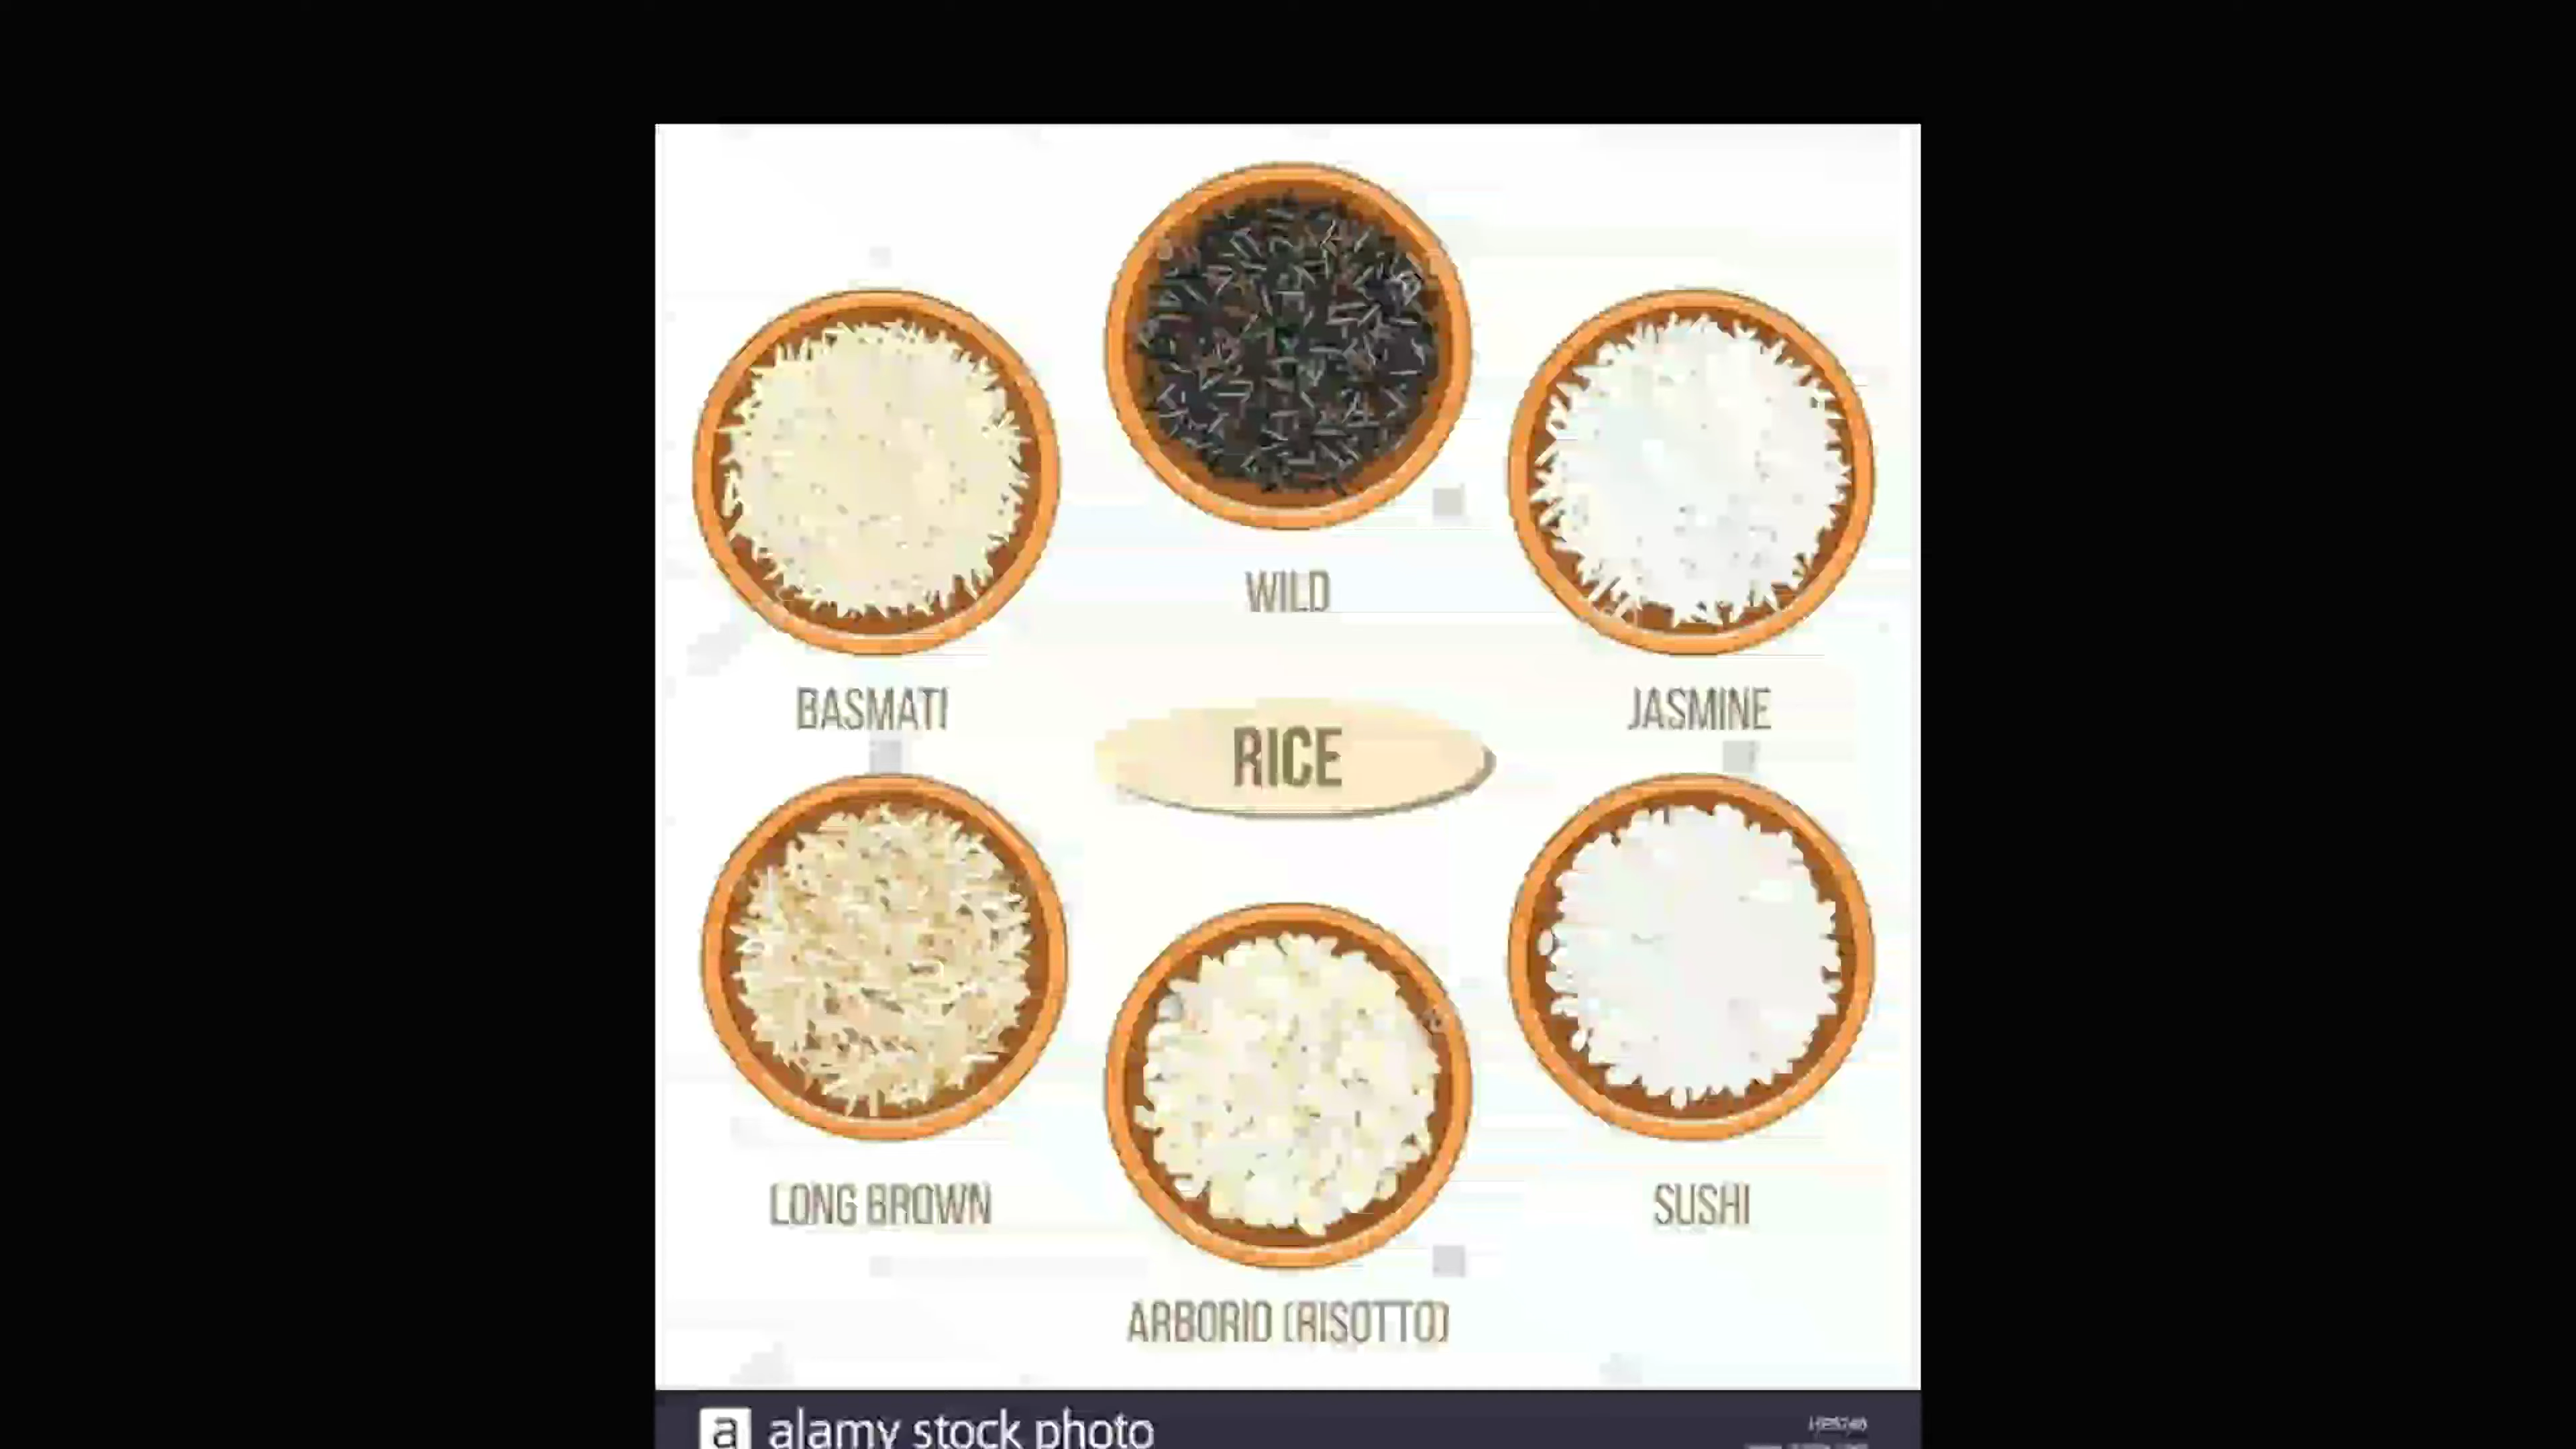 WILD
BASMATI
JASMINE
RICE
LONG BROWN
SUSHI
ARBORIO (RISOTTO)
a alamy stock photo